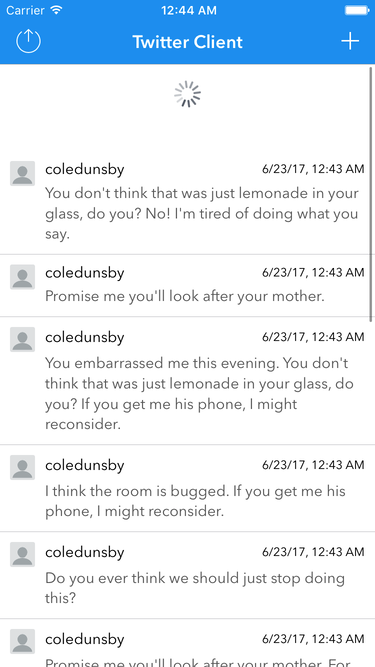 Carrier 12:44 AM
Twitter Client
coledunsby 6/23/17, 12:43 AM
You don't think that was just lemonade in your
glass, do you? No! I'm tired of doing what you
say.
coledunsby 6/23/17, 12:43 AM
Promise me you'll look after your mother.
coledunsby 6/23/17, 12:43 AM
You embarrassed me this evening. You don't
think that was just lemonade in your glass, do
you? If you get me his phone, I might
reconsider.
coledunsby 6/23/17, 12:43 AM
I think the room is bugged. If you get me his
phone, I might reconsider.
coledunsby 6/23/17, 12:43 AM
Do you ever think we should just stop doing
this?
coledunsby 6/23/17, 12:43 AM
Promise me you'll look after your mother. For